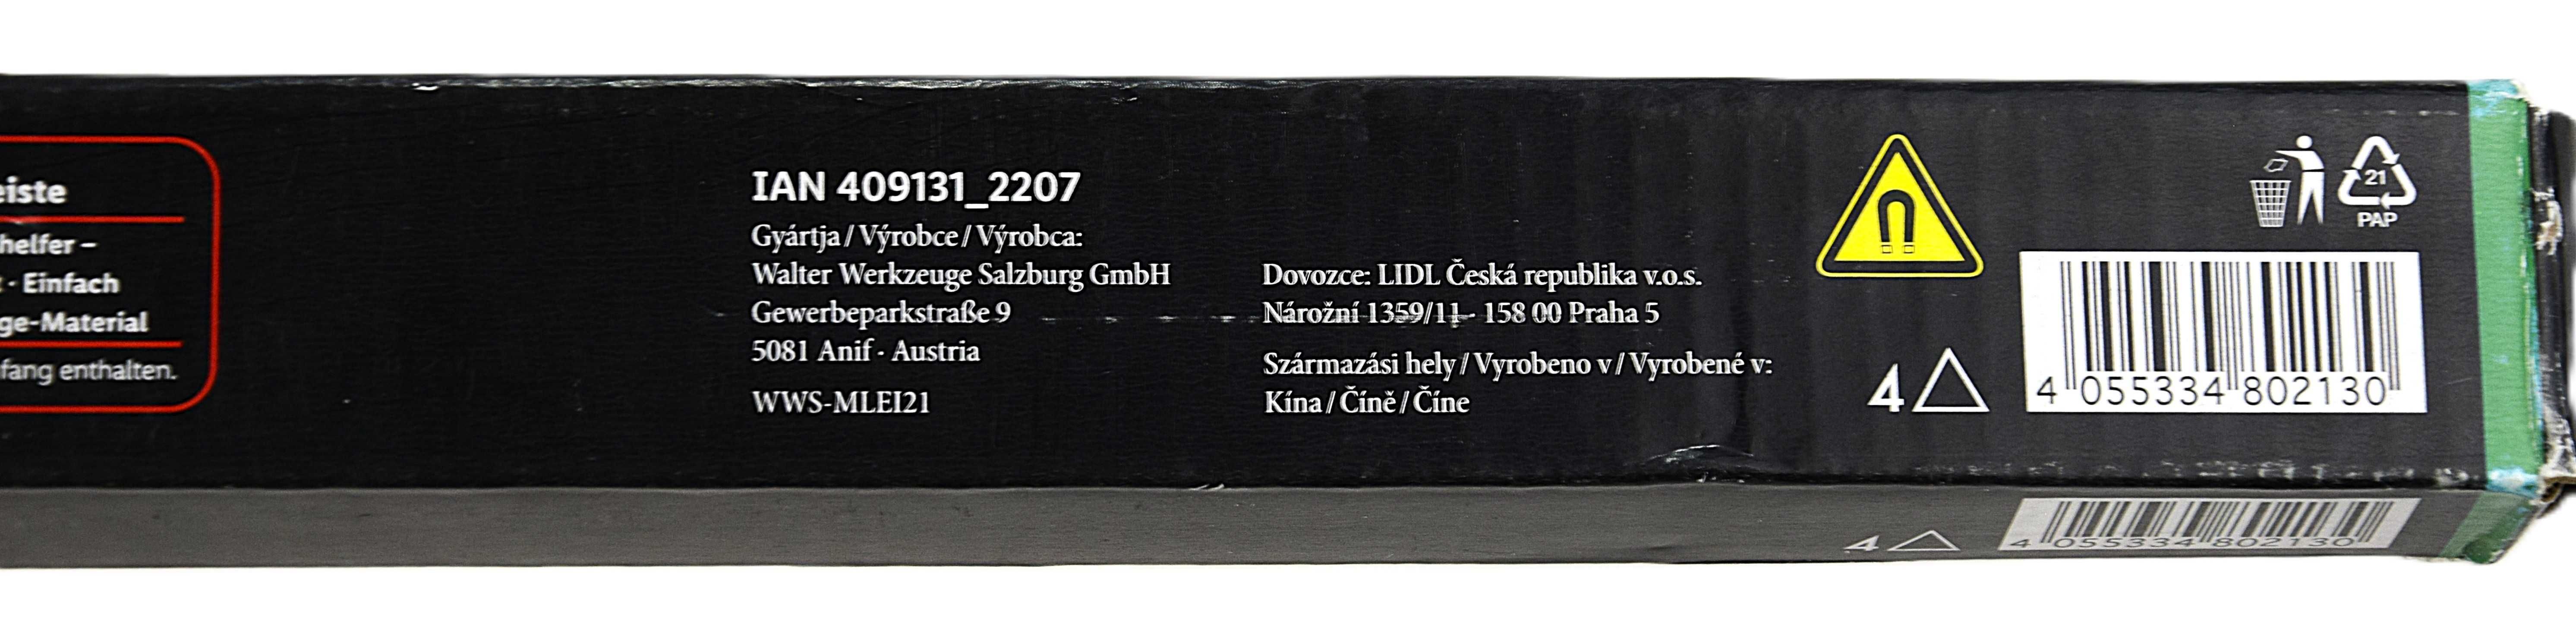 eiste
helfer –
· Einfach
ge-Material
fang enthalten.
IAN 409131_2207
Gyártja / Výrobce / Výrobca:
Walter Werkzeuge Salzburg GmbH
Gewerbeparkstraße 9
5081 Anif · Austria
WWS-MLEI21
Dovozce: LIDL Česká republika v.o.s.
Nárožní 1359/11 - 158 00 Praha 5
Származási hely / Vyrobeno v / Vyrobené v:
Kína / Číně / Číne
4
21
PAP
4 055334 802130
4
4 055334 802130